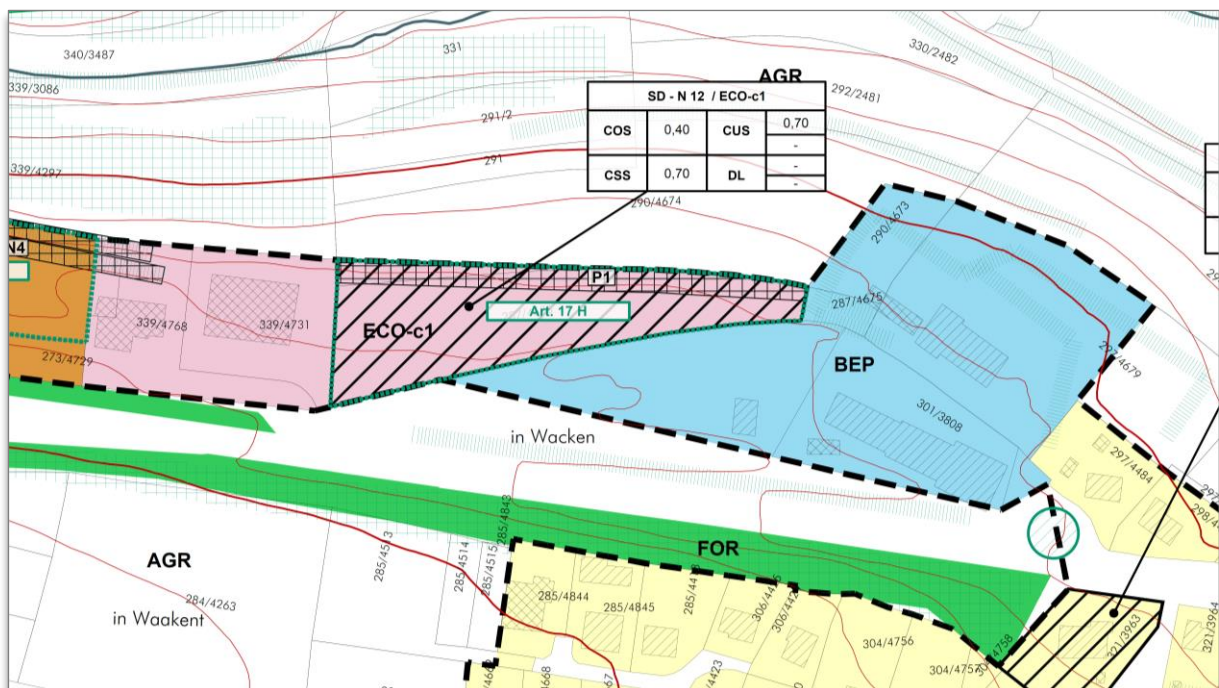 340/3487
331
330/2482
339/3086
AGR
292/2481
SD - N 12 / ECO-c1
COS 0,40 CUS 0,70
-
CSS 0,70 DL -
-
291/2
291
339/4297
290/4674
290/4673
N4
P1
287/4675
Art. 17 H
339/4768
339/4731
ECO-c1
273/4729
BEP
297/4679
301/3808
in Wacken
297/4484
285/4843
FOR
AGR
285/4513
285/4514
285/4515
284/4263
in Waakent
285/4844
285/4845
304/4756
304/4757
321/3963
321/3964